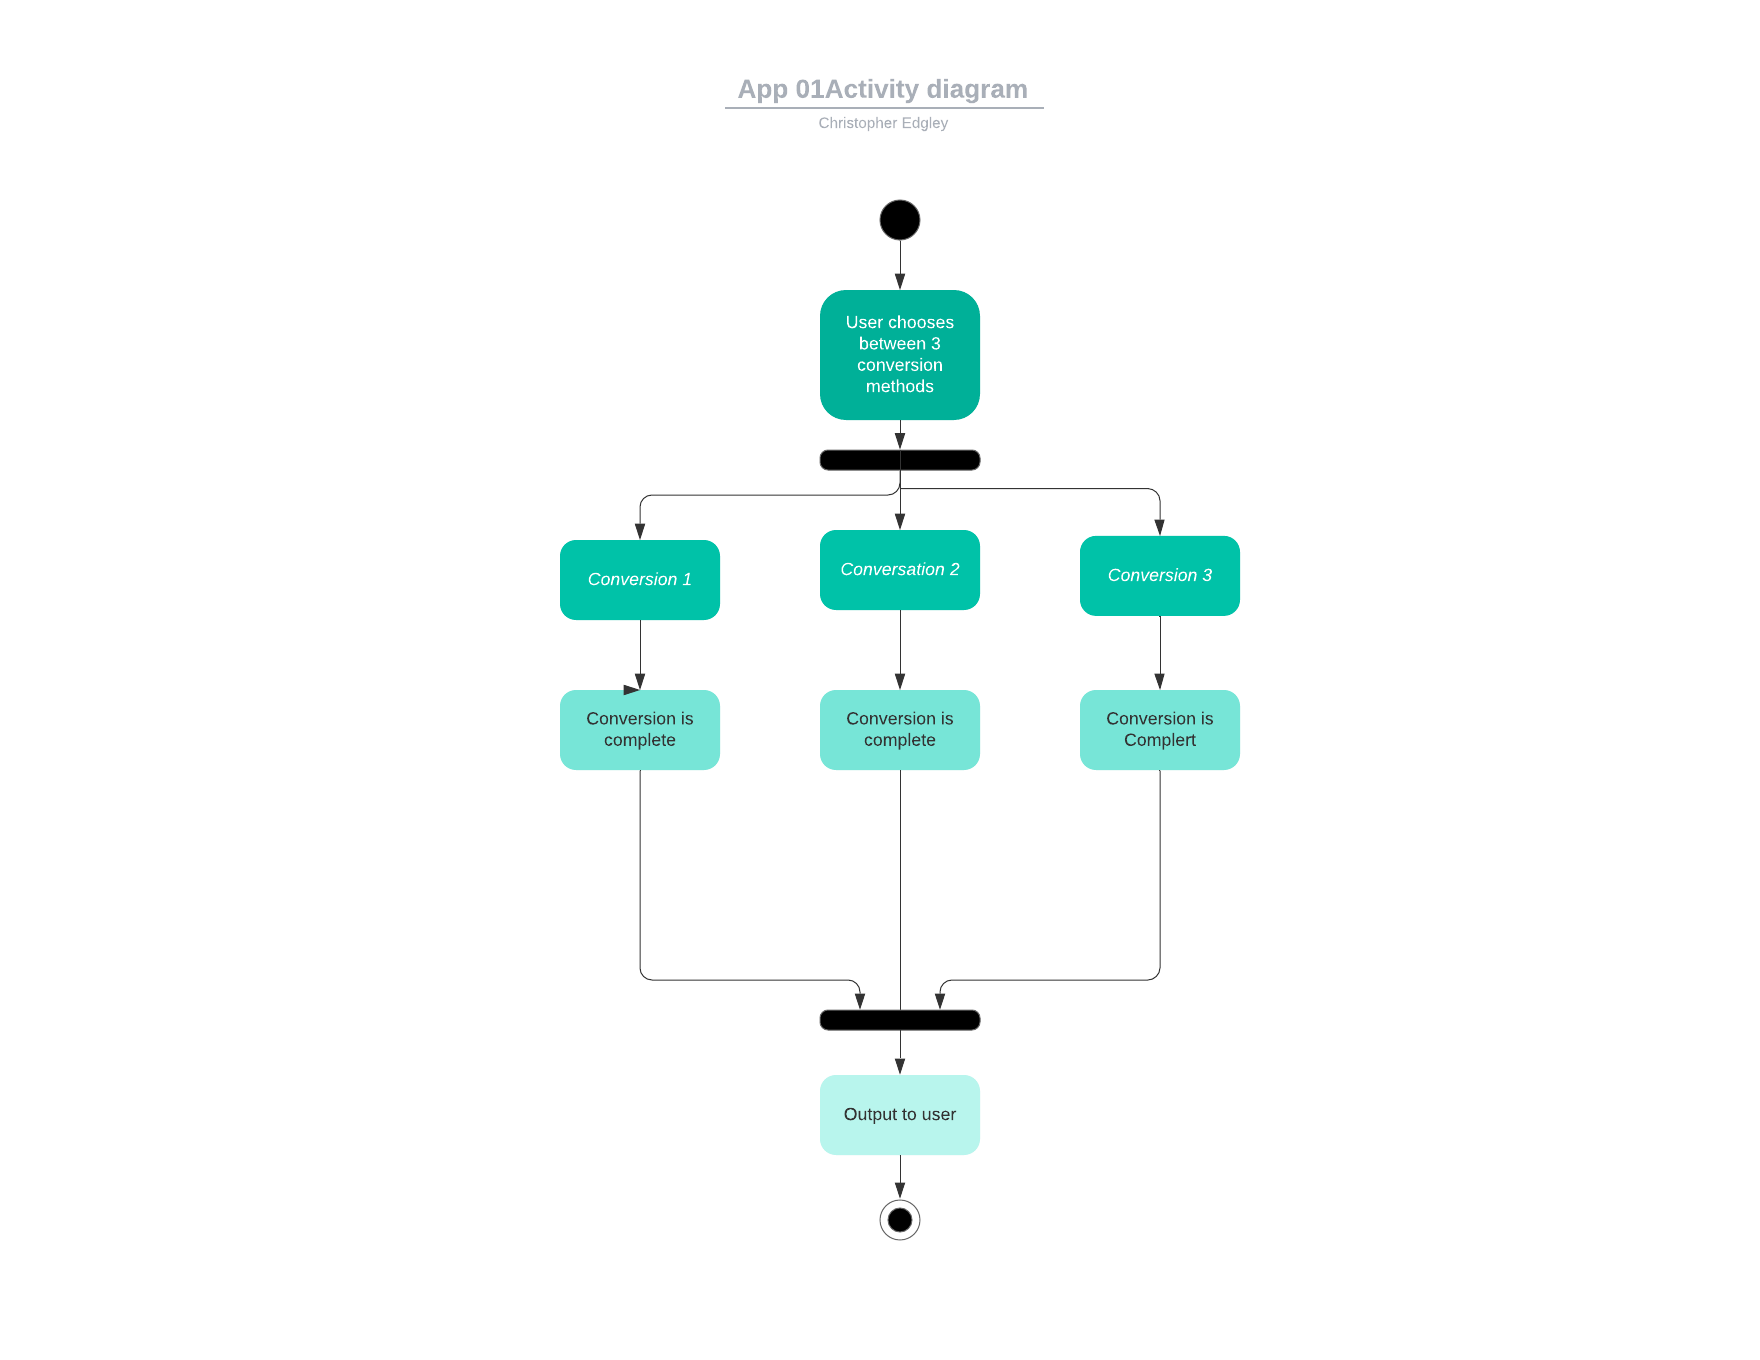 App 01Activity diagram
Christopher Edgley
User chooses
between 3
conversion
methods
Conversion 1
Conversation 2
Conversion 3
Conversion is
complete
Conversion is
complete
Conversion is
Complert
Output to user